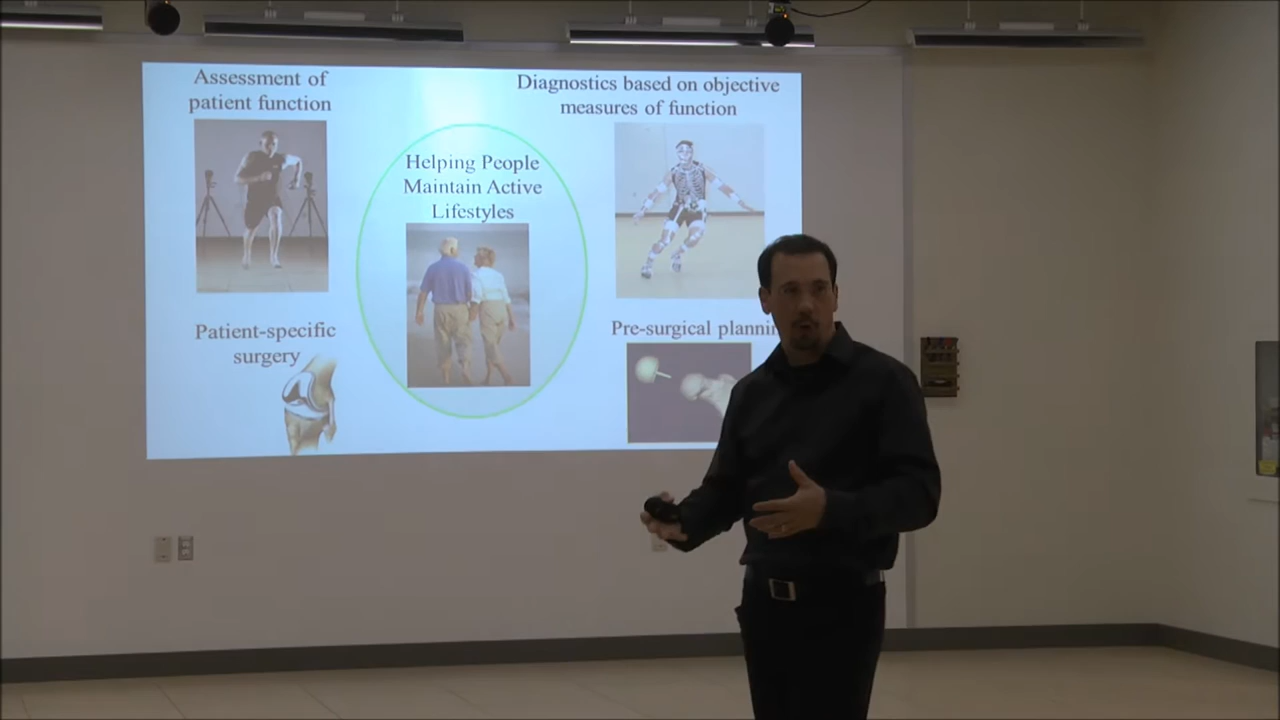 Assessment of
patient function
Diagnostics based on objective
measures of function
Helping People
Maintain Active
Lifestyles
Patient-specific
surgery
Pre-surgical plannin